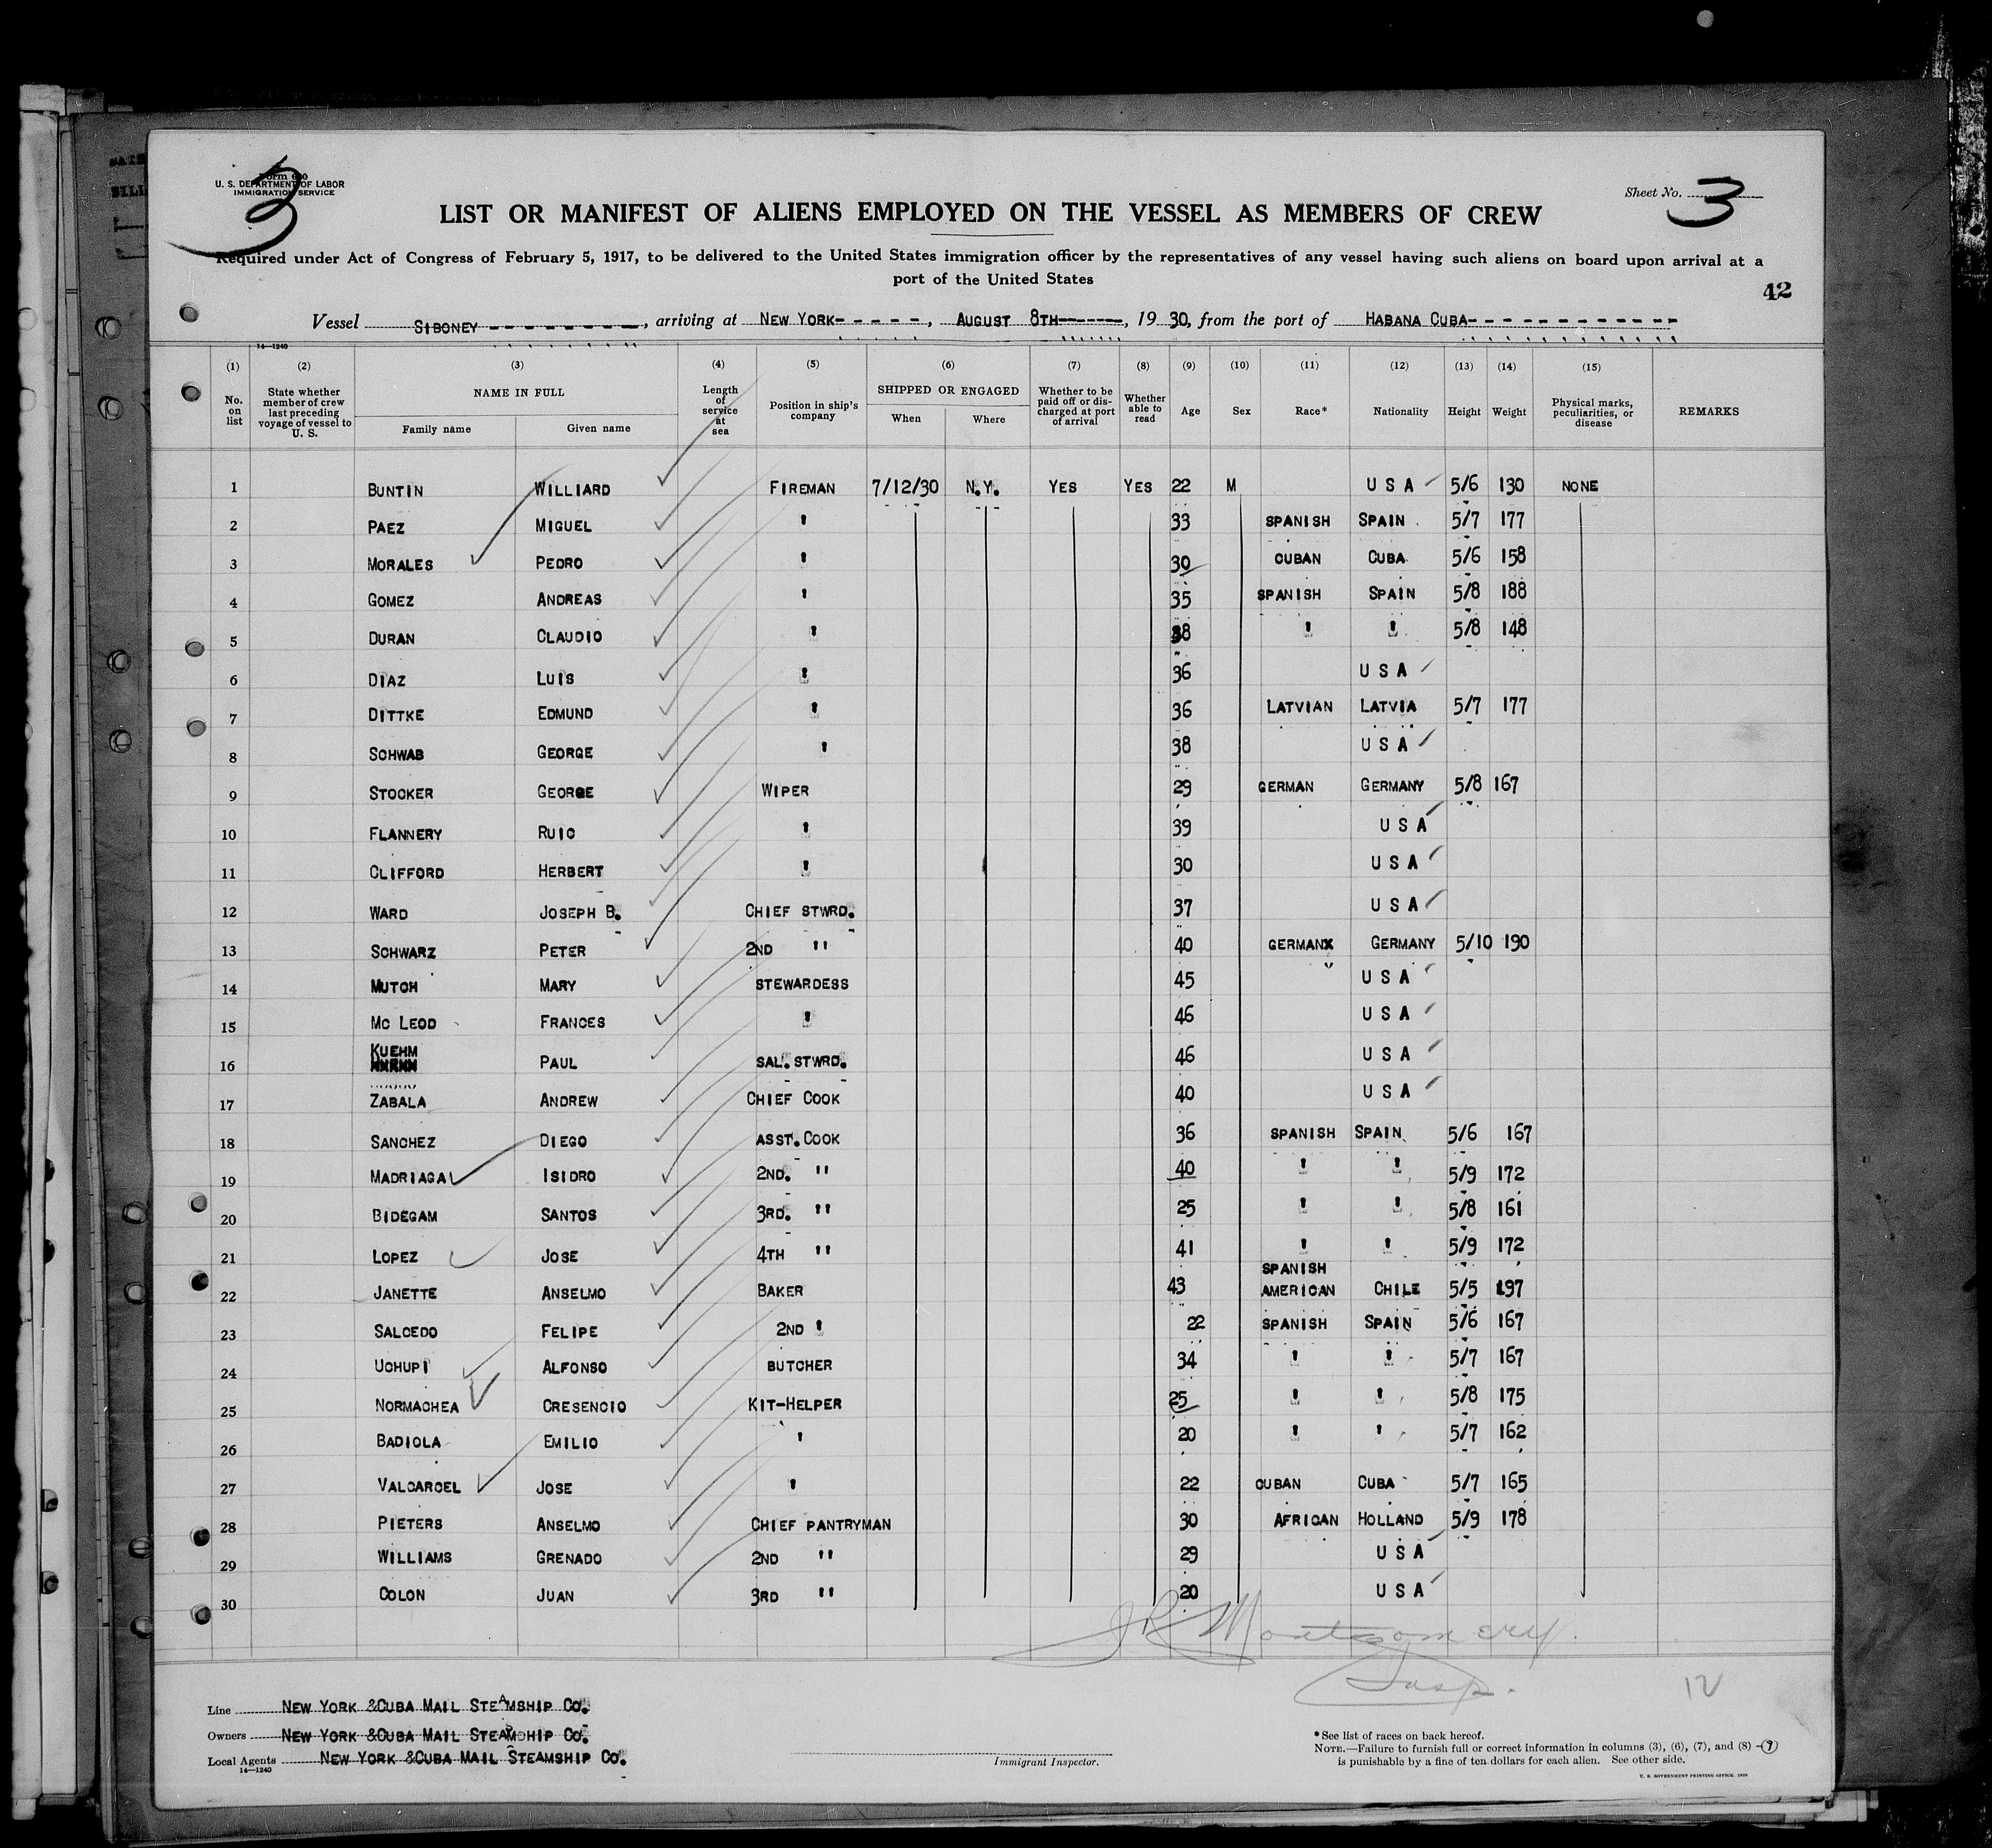 3
Form 680
U. S. DEPARTMENT OF LABOR
IMMIGRATION SERVICE
Sheet No. 3
LIST OR MANIFEST OF ALIENS EMPLOYED ON THE VESSEL AS MEMBERS OF CREW
Required under Act of Congress of February 5, 1917, to be delivered to the United States immigration officer by the representatives of any vessel having such aliens on board upon arrival at a
port of the United States
42
Vessel SIBONEY, arriving at NEW YORK, AUGUST 8TH, 1930, from the port of HABANA CUBA
14—1240
(1) (2) (3) (4) (5) (6) (7) (8) (9) (10) (11) (12) (13) (14) (15)
No. on list
State whether member of crew last preceding voyage of vessel to U. S.
NAME IN FULL
Family name
Given name
Length of service at sea
Position in ship's company
SHIPPED OR ENGAGED
When
Where
Whether to be paid off or discharged at port of arrival
Whether able to read
Age
Sex
Race*
Nationality
Height
Weight
Physical marks, peculiarities, or disease
REMARKS
1 BUNTIN WILLIARD FIREMAN 7/12/30 N.Y. YES YES 22 M U S A 5/6 130 NONE
2 PAEZ MIGUEL " 33 SPANISH SPAIN 5/7 177
3 MORALES PEDRO " 30 CUBAN CUBA 5/6 158
4 GOMEZ ANDREAS " 35 SPANISH SPAIN 5/8 188
5 DURAN CLAUDIO " 38 " " 5/8 148
6 DIAZ LUIS " 36 U S A
7 DITTKE EDMUND " 36 LATVIAN LATVIA 5/7 177
8 SCHWAB GEORGE " 38 U S A
9 STOCKER GEORGE WIPER 29 GERMAN GERMANY 5/8 167
10 FLANNERY RUIC " 39 U S A
11 CLIFFORD HERBERT " 30 U S A
12 WARD JOSEPH B. CHIEF STWRD. 37 U S A
13 SCHWARZ PETER 2ND " 40 GERMANX GERMANY 5/10 190
14 MUTCH MARY STEWARDESS 45 U S A
15 MC LEOD FRANCES " 46 U S A
16 KUEHM PAUL SAL. STWRD. 46 U S A
17 ZABALA ANDREW CHIEF COOK 40 U S A
18 SANCHEZ DIEGO ASST. COOK 36 SPANISH SPAIN 5/6 167
19 MADRIAGA ISIDRO 2ND. " 40 " " 5/9 172
20 BIDEGAM SANTOS 3RD. " 25 " " 5/8 161
21 LOPEZ JOSE 4TH " 41 " " 5/9 172
22 JANETTE ANSELMO BAKER 43 SPANISH AMERICAN CHILE 5/5 197
23 SALCEDO FELIPE 2ND " 22 SPANISH SPAIN 5/6 167
24 UCHUPI ALFONSO BUTCHER 34 " " 5/7 167
25 NORMACHEA CRESENCIO KIT-HELPER 25 " " 5/8 175
26 BADIOLA EMILIO " 20 " " 5/7 162
27 VALCARCEL JOSE " 22 CUBAN CUBA 5/7 165
28 PIETERS ANSELMO CHIEF PANTRYMAN 30 AFRICAN HOLLAND 5/9 178
29 WILLIAMS GRENADO 2ND " 29 U S A
30 COLON JUAN 3RD " 20 U S A
J R Montgomery
Insp.
12
Line NEW YORK &CUBA MAIL STEAMSHIP CO.
Owners NEW YORK &CUBA MAIL STEAMSHIP CO.
Local Agents NEW YORK &CUBA MAIL STEAMSHIP CO.
14—1240
Immigrant Inspector.
*See list of races on back hereof.
NOTE.—Failure to furnish full or correct information in columns (3), (6), (7), and (8)
is punishable by a fine of ten dollars for each alien. See other side.
U. S. GOVERNMENT PRINTING OFFICE. 1929